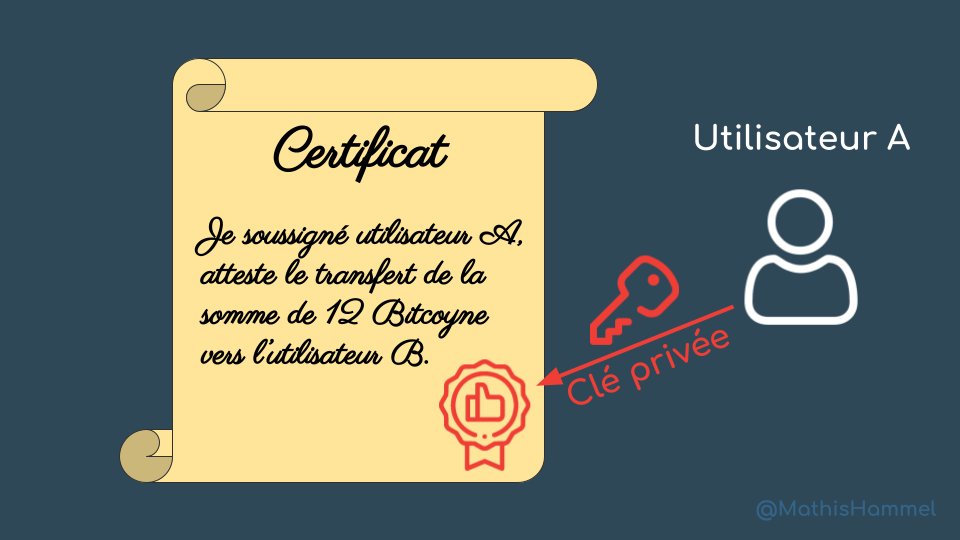 Certificat
Je soussigné utilisateur A,
atteste le transfert de la
somme de 12 Bitcoyne
vers l'utilisateur B.
Utilisateur A
Clé privée
@MathisHammel